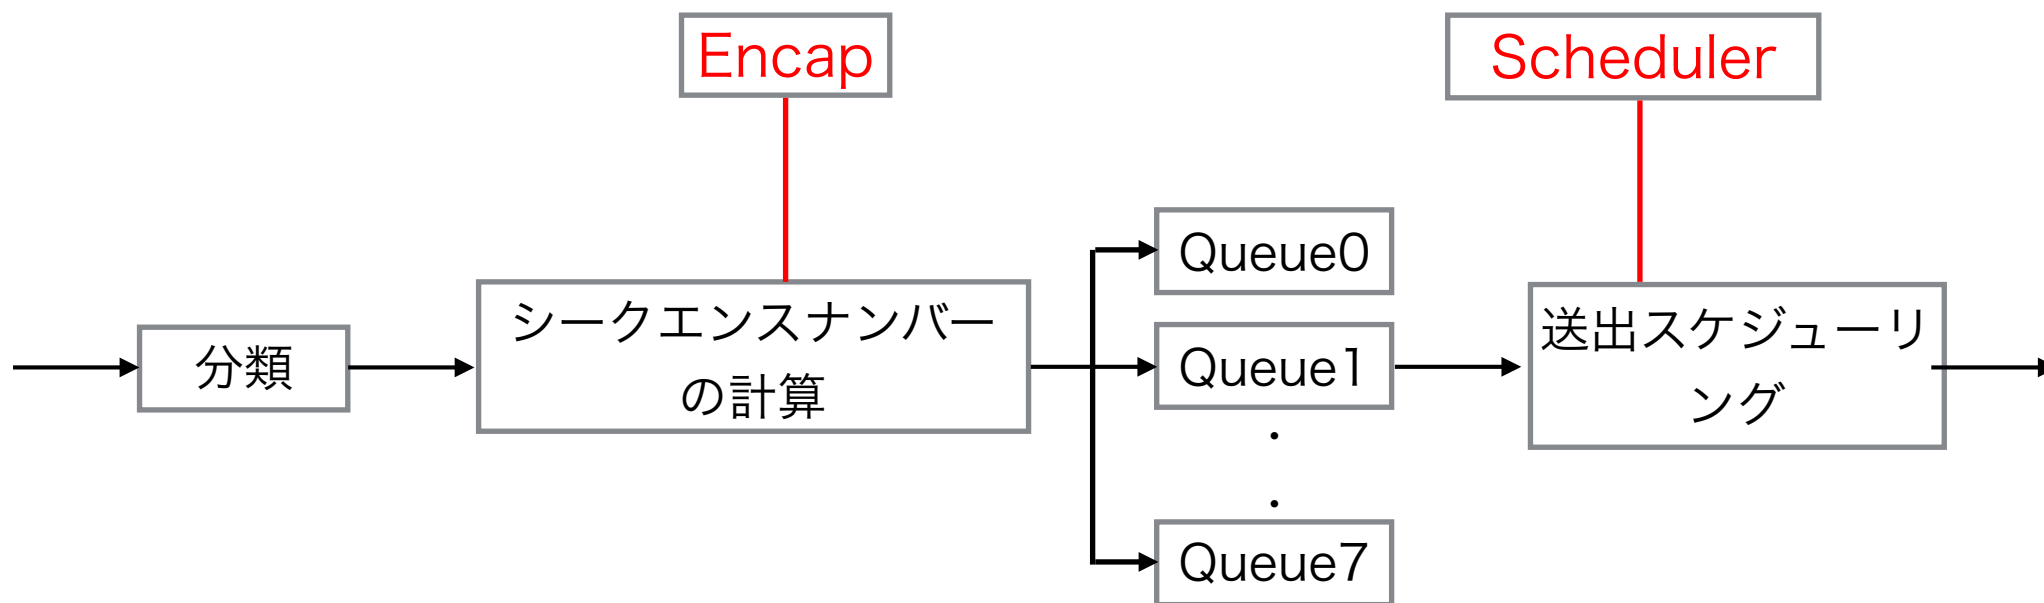 Encap
Scheduler
分類
シークエンスナンバー
の計算
Queue0
Queue1
.
.
Queue7
送出スケジューリ
ング